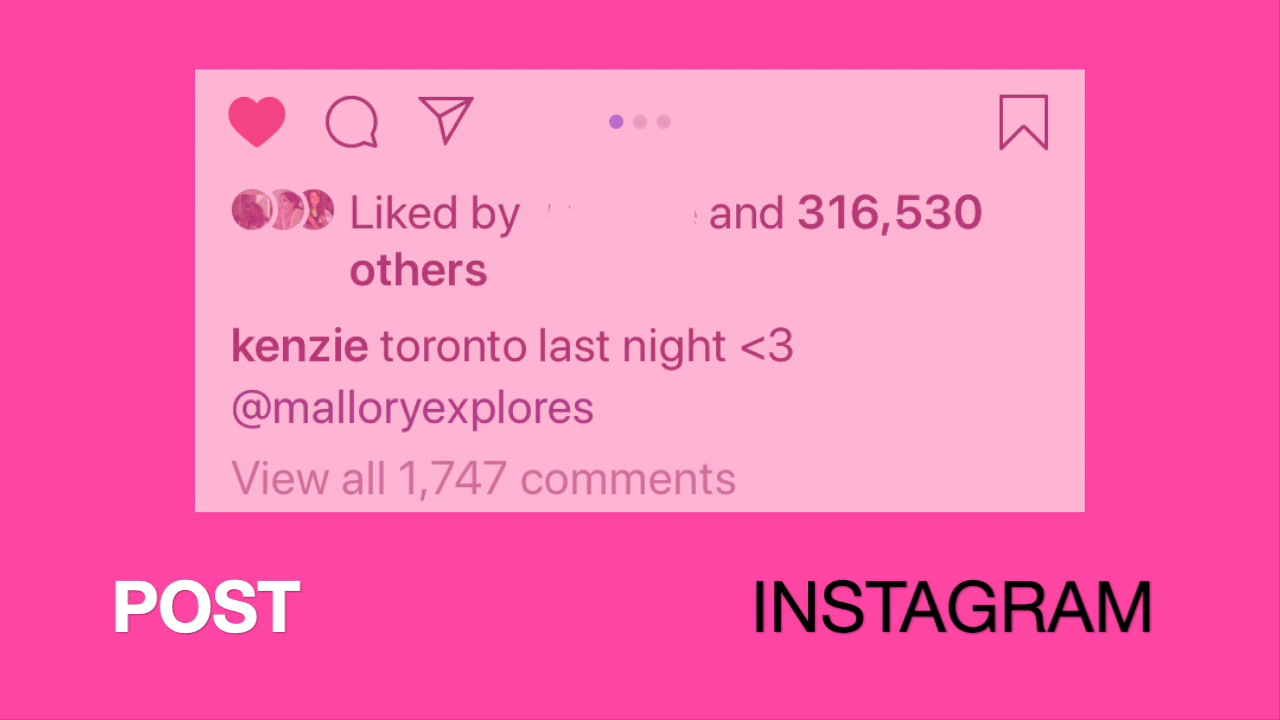 Liked by and 316,530
others
kenzie toronto last night <3
@malloryexplores
View all 1,747 comments
POST
INSTAGRAM